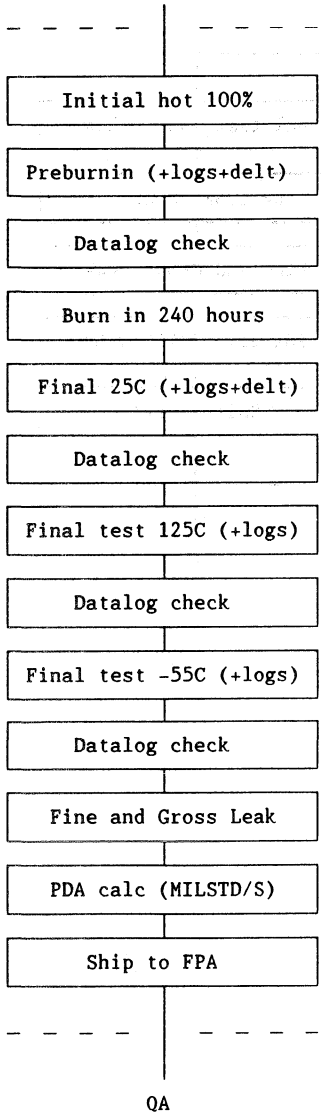 Initial hot 100%
Preburnin (+logs+delt)
Datalog check
Burn in 240 hours
Final 25C (+logs+delt)
Datalog check
Final test 125C (+logs)
Datalog check
Final test -55C (+logs)
Datalog check
Fine and Gross Leak
PDA calc (MILSTD/S)
Ship to FPA
QA